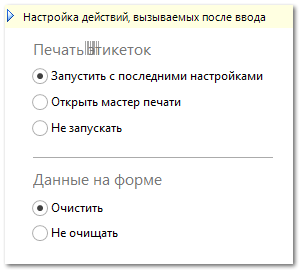 Настройка действий, вызываемых после ввода
Печать этикеток
Запустить с последними настройками
Открыть мастер печати
Не запускать
Данные на форме
Очистить
Не очищать